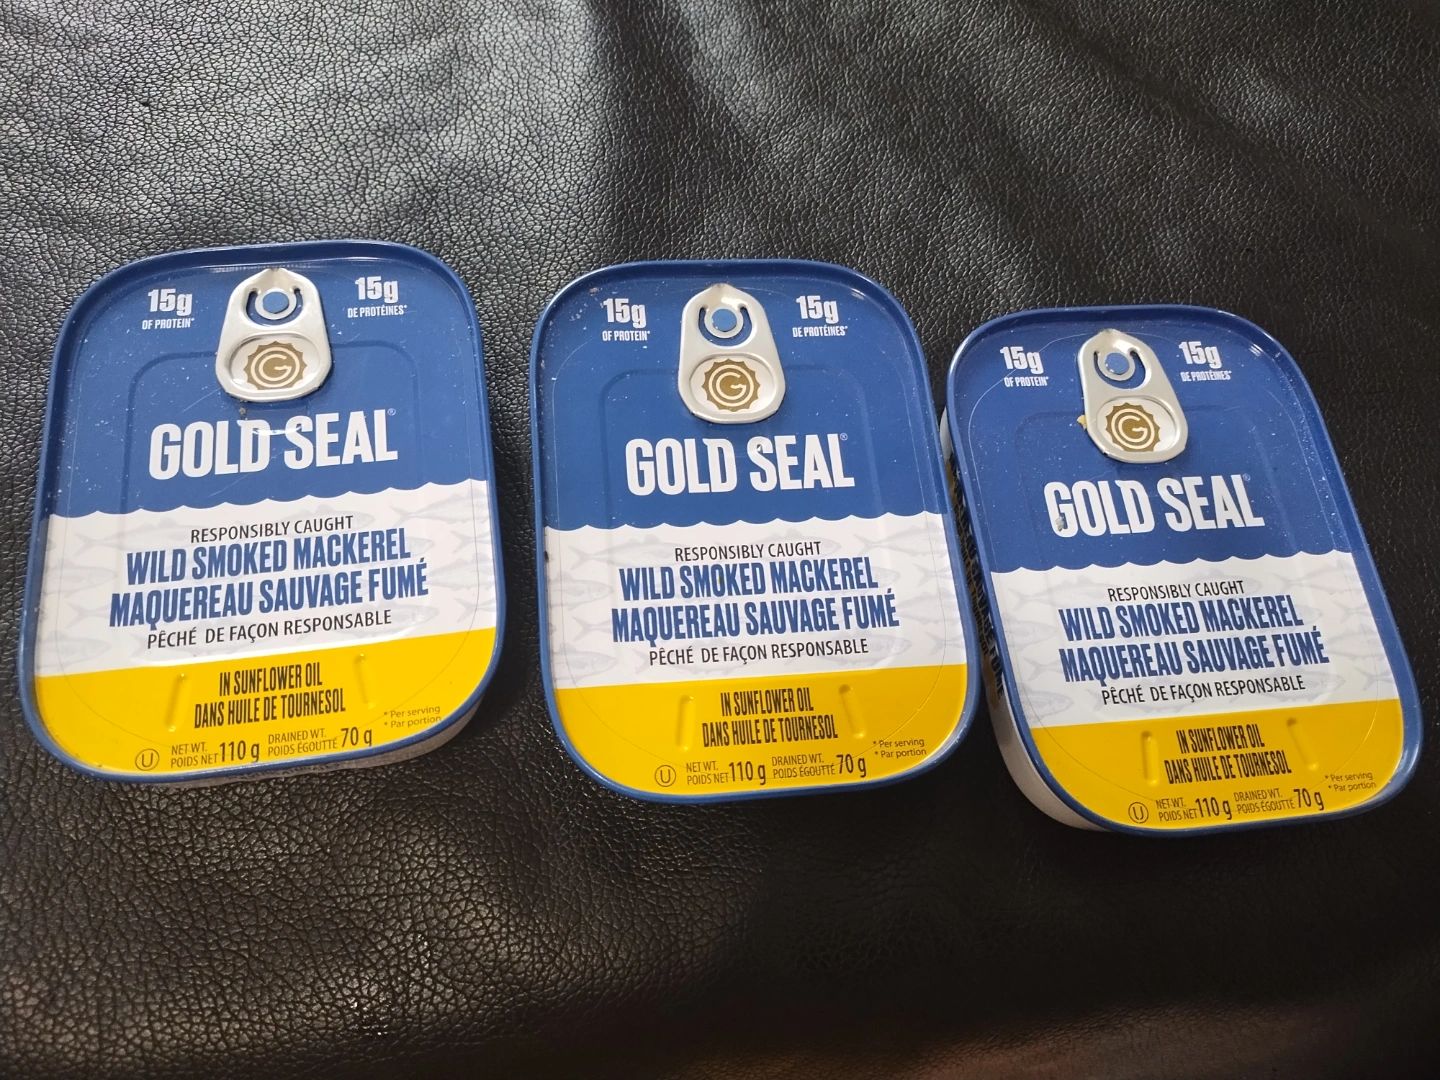 15g 15g
OF PROTEIN* DE PROTÉINES*
GOLD SEAL®
RESPONSIBLY CAUGHT
WILD SMOKED MACKEREL
MAQUEREAU SAUVAGE FUMÉ
PÊCHÉ DE FAÇON RESPONSABLE
IN SUNFLOWER OIL
DANS HUILE DE TOURNESOL
* Per serving
* Par portion
U NET WT. 110 g DRAINED WT. 70 g
POIDS NET POIDS ÉGOUTTÉ
15g 15g
OF PROTEIN* DE PROTÉINES*
GOLD SEAL®
RESPONSIBLY CAUGHT
WILD SMOKED MACKEREL
MAQUEREAU SAUVAGE FUMÉ
PÊCHÉ DE FAÇON RESPONSABLE
IN SUNFLOWER OIL
DANS HUILE DE TOURNESOL
* Per serving
* Par portion
U NET WT. 110 g DRAINED WT. 70 g
POIDS NET POIDS ÉGOUTTÉ
15g 15g
OF PROTEIN* DE PROTÉINES*
GOLD SEAL®
RESPONSIBLY CAUGHT
WILD SMOKED MACKEREL
MAQUEREAU SAUVAGE FUMÉ
PÊCHÉ DE FAÇON RESPONSABLE
IN SUNFLOWER OIL
DANS HUILE DE TOURNESOL
* Per serving
* Par portion
U NET WT. 110 g DRAINED WT. 70 g
POIDS NET POIDS ÉGOUTTÉ